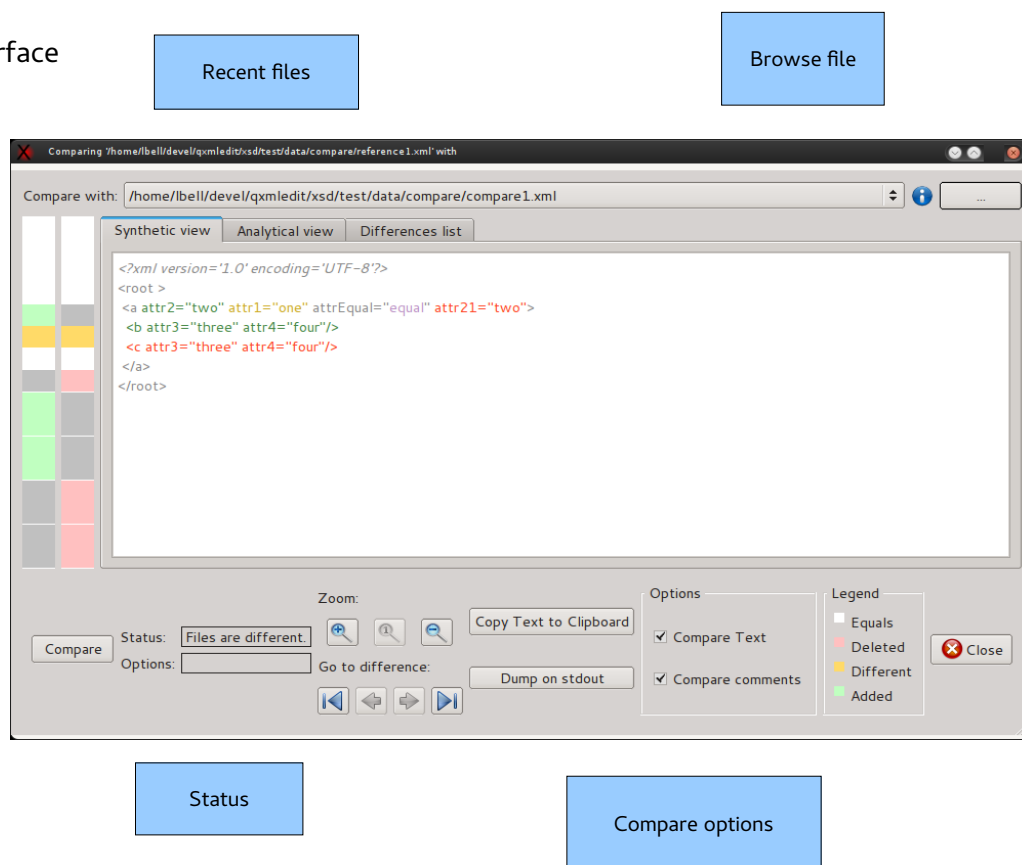 rface
Recent files
Browse file
Comparing '/home/lbell/devel/qxmledit/xsd/test/data/compare/reference1.xml' with
Compare with: /home/lbell/devel/qxmledit/xsd/test/data/compare/compare1.xml ...
Synthetic view Analytical view Differences list
<?xml version='1.0' encoding='UTF-8'?>
<root >
<a attr2="two" attr1="one" attrEqual="equal" attr21="two">
<b attr3="three" attr4="four"/>
<c attr3="three" attr4="four"/>
</a>
</root>
Compare
Status: Files are different.
Options:
Zoom:
Go to difference:
Copy Text to Clipboard
Dump on stdout
Options
Compare Text
Compare comments
Legend
Equals
Deleted
Different
Added
Close
Status
Compare options